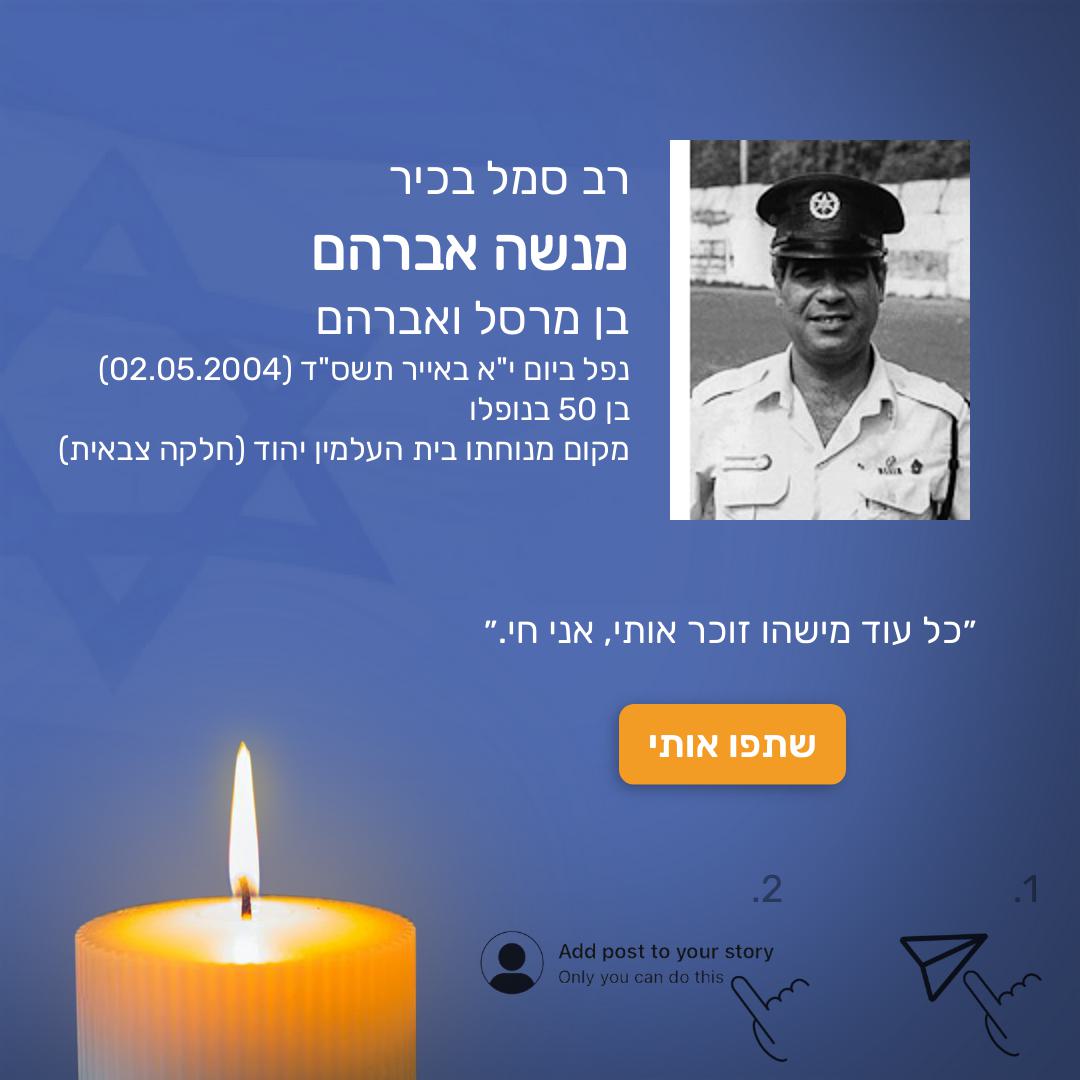 רב סמל בכיר
מנשה אברהם
בן מרסל ואברהם
נפל ביום י"א באייר תשס"ד (02.05.2004)
בן 50 בנופלו
מקום מנוחתו בית העלמין יהוד (חלקה צבאית)
״כל עוד מישהו זוכר אותי, אני חי.״
שתפו אותי
1.
2.
Add post to your story
Only you can do this